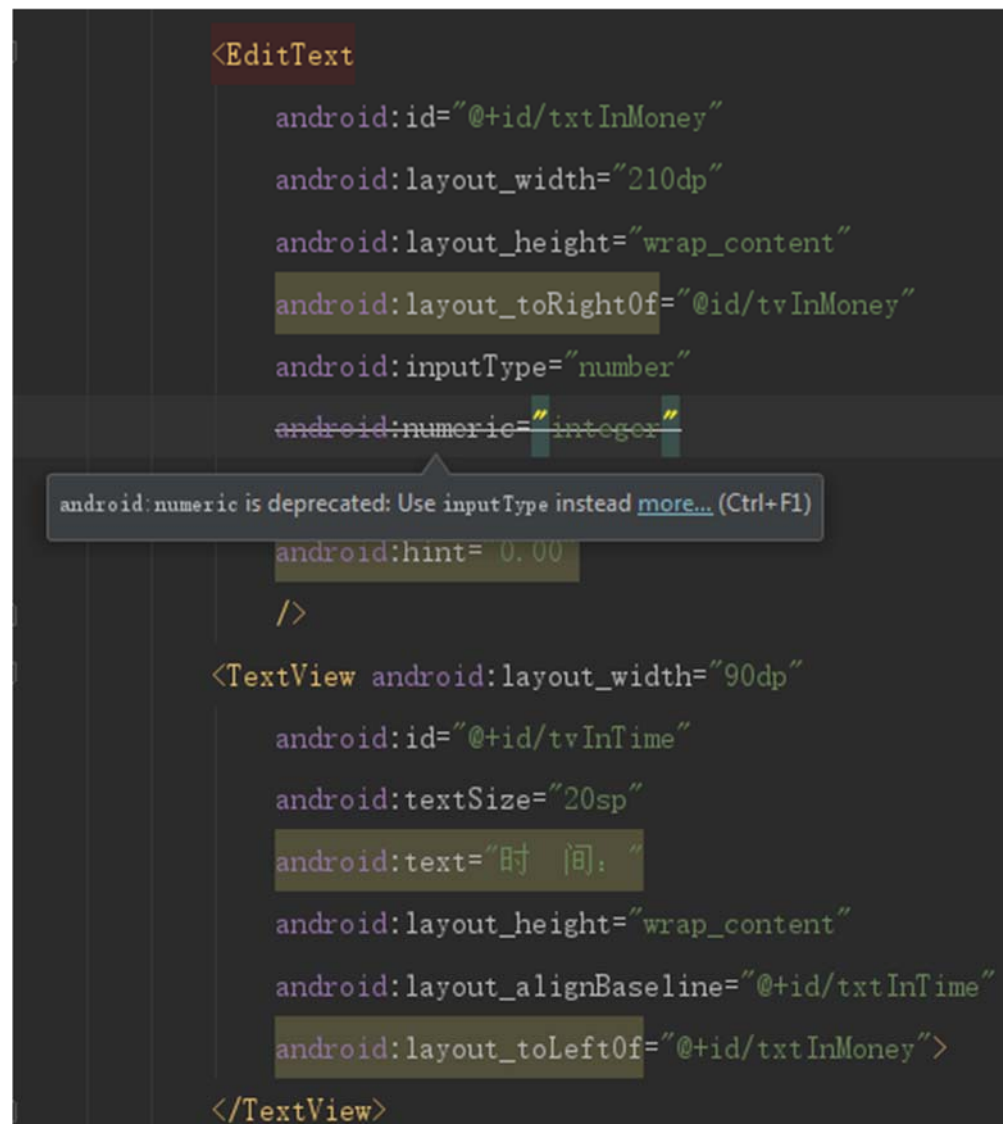 <EditText
android:id="@+id/txtInMoney"
android:layout_width="210dp"
android:layout_height="wrap_content"
android:layout_toRightOf="@id/tvInMoney"
android:inputType="number"
android:numeric="integer"
android:numeric is deprecated: Use inputType instead more... (Ctrl+F1)
android:hint="0.00"
/>
<TextView android:layout_width="90dp"
android:id="@+id/tvInTime"
android:textSize="20sp"
android:text="时　间："
android:layout_height="wrap_content"
android:layout_alignBaseline="@+id/txtInTime"
android:layout_toLeftOf="@+id/txtInMoney">
</TextView>